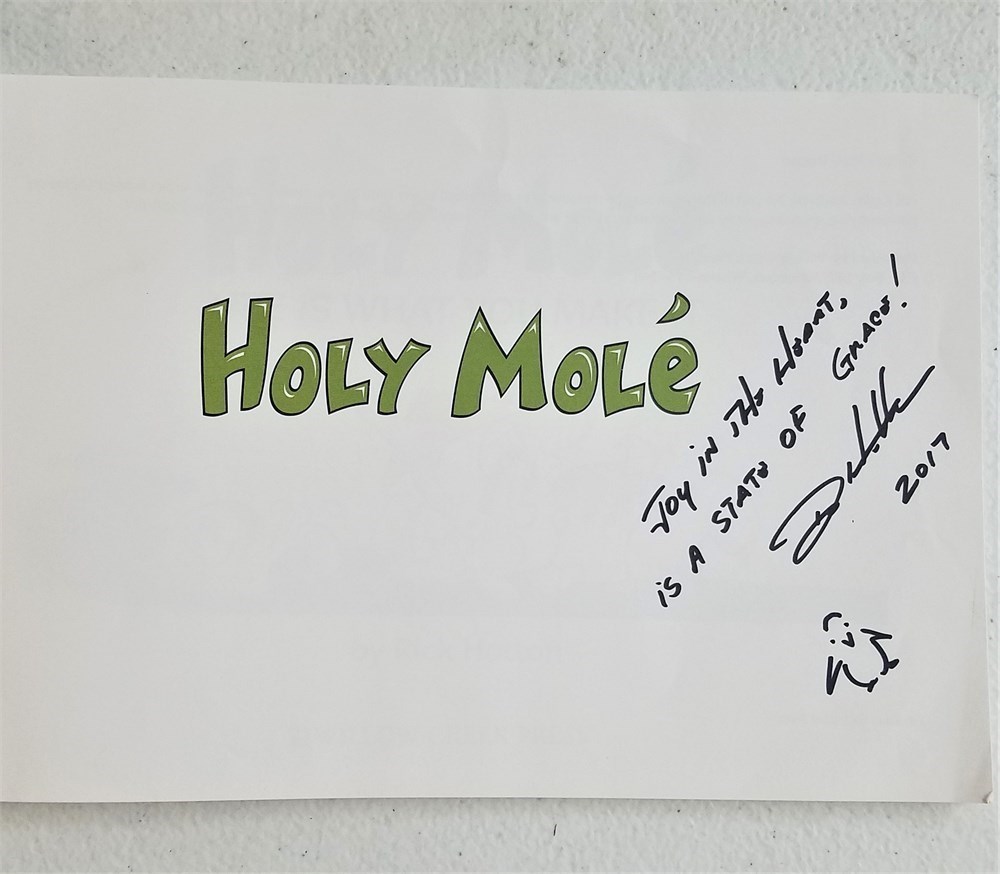 Holy Molé
Joy in the Heart,
is a state of Grace!
2017